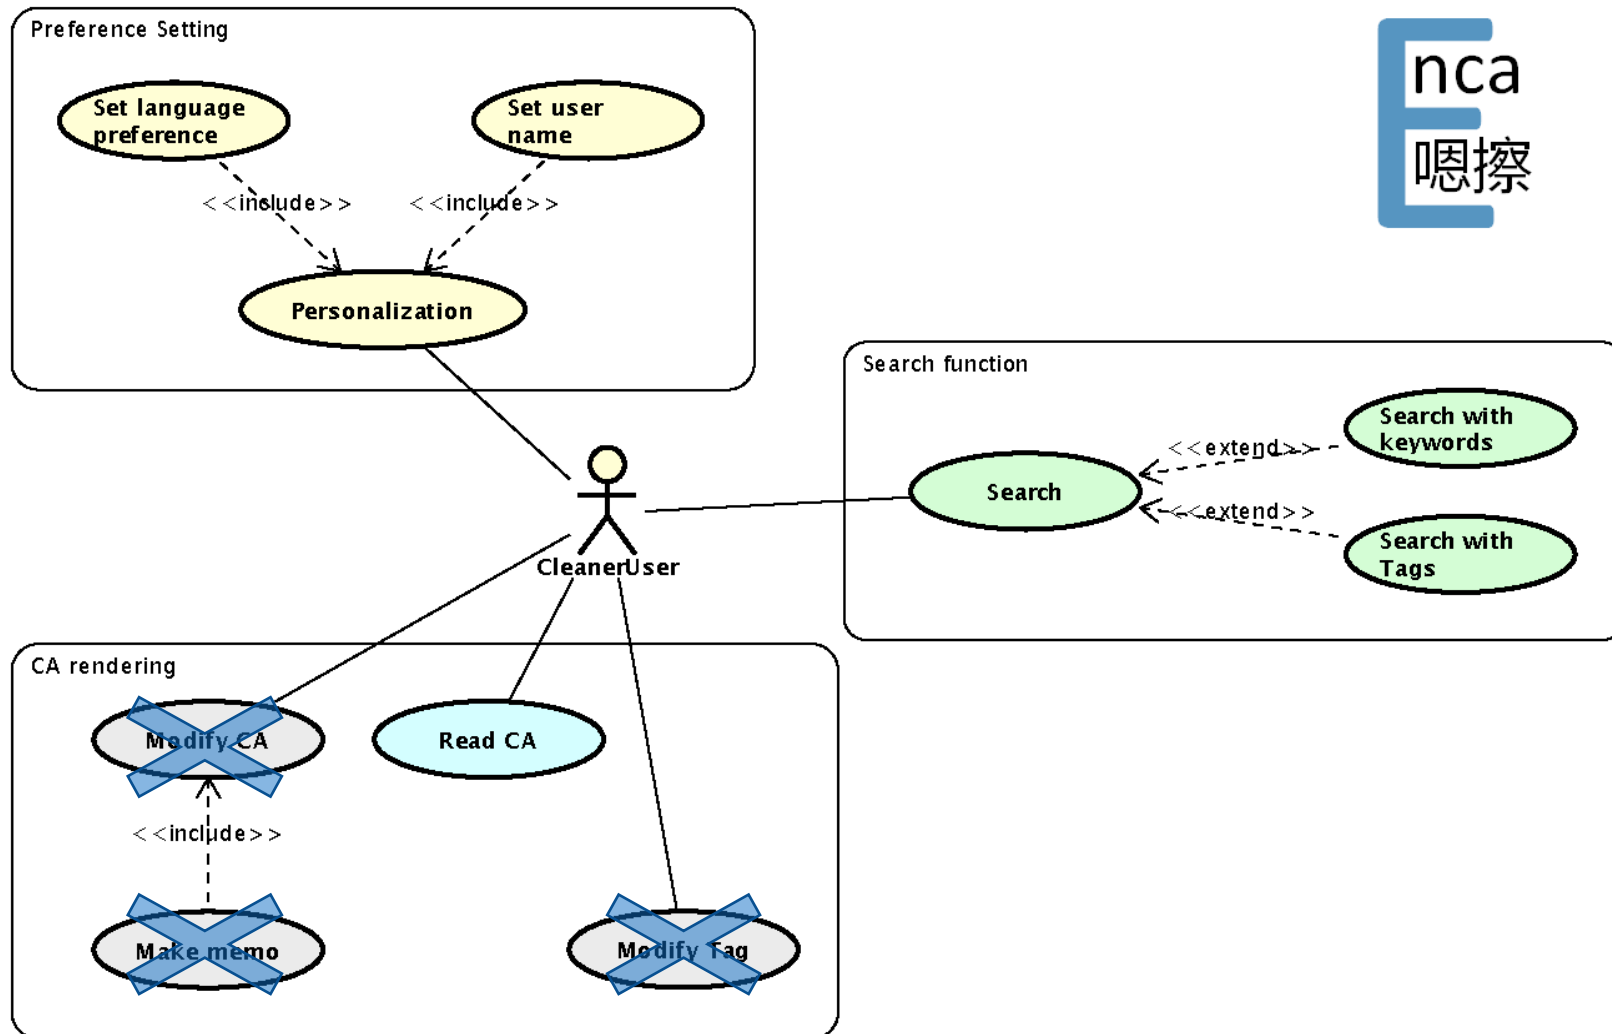 Preference Setting
Set language
preference
Set user
name
<<include>>
<<include>>
Personalization
nca
嗯擦
Search function
Search with
keywords
<<extend>>
Search
<<extend>>
Search with
Tags
CleanerUser
CA rendering
Modify CA
Read CA
<<include>>
Make memo
Modify Tag